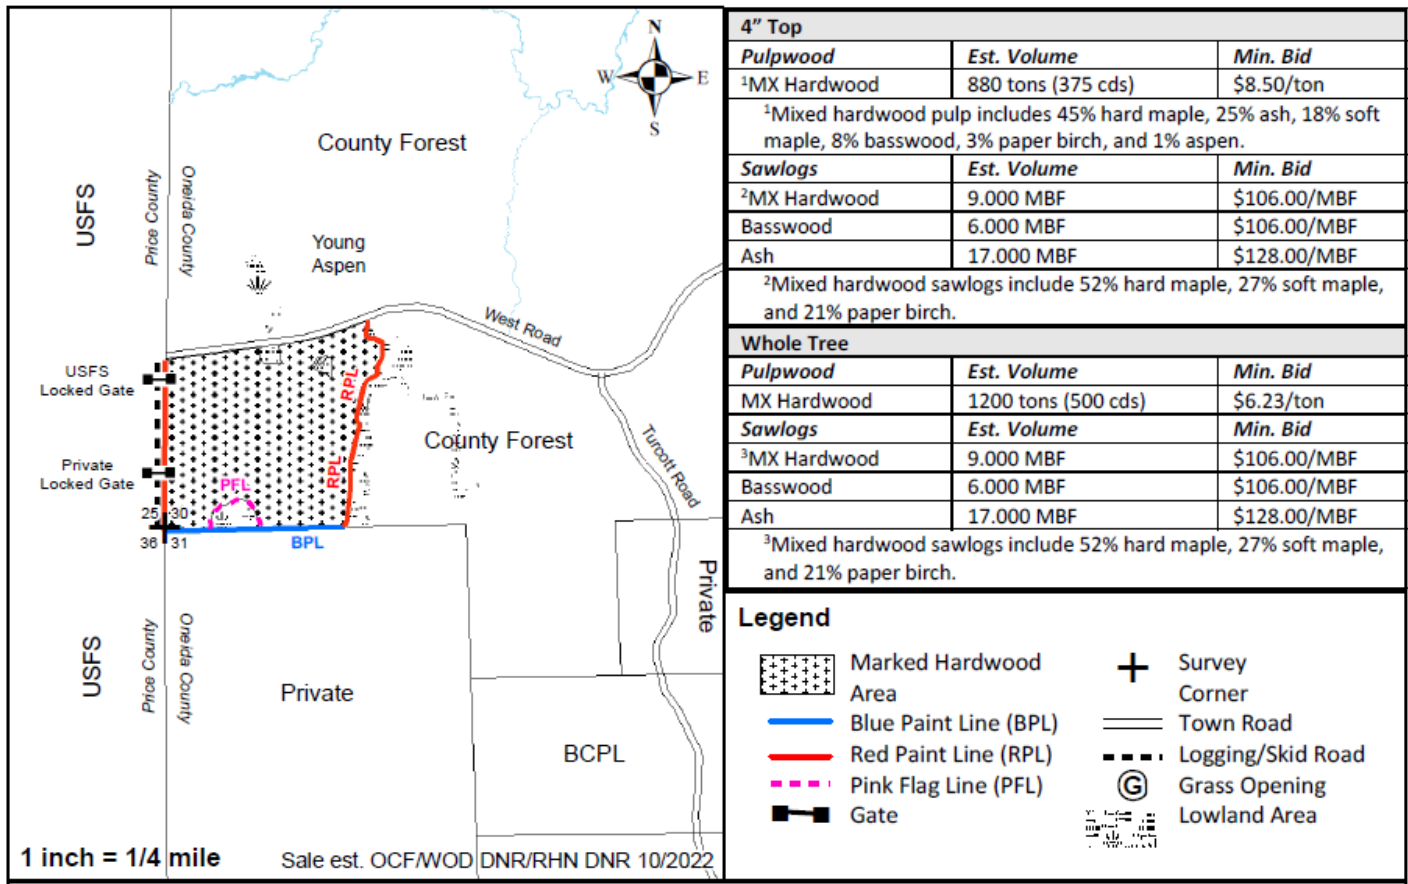 N
W E
S
County Forest
USFS
Price County
Oneida County
Young
Aspen
West Road
USFS
Locked Gate
RPL
County Forest
Turcott Road
Private
Locked Gate
RPL
PFL
25 30
36 31
BPL
Private
USFS
Price County
Oneida County
Private
BCPL
1 inch = 1/4 mile
Sale est. OCF/WOD DNR/RHN DNR 10/2022
4” Top
Pulpwood Est. Volume Min. Bid
¹MX Hardwood 880 tons (375 cds) $8.50/ton
¹Mixed hardwood pulp includes 45% hard maple, 25% ash, 18% soft
maple, 8% basswood, 3% paper birch, and 1% aspen.
Sawlogs Est. Volume Min. Bid
²MX Hardwood 9.000 MBF $106.00/MBF
Basswood 6.000 MBF $106.00/MBF
Ash 17.000 MBF $128.00/MBF
²Mixed hardwood sawlogs include 52% hard maple, 27% soft maple,
and 21% paper birch.
Whole Tree
Pulpwood Est. Volume Min. Bid
MX Hardwood 1200 tons (500 cds) $6.23/ton
Sawlogs Est. Volume Min. Bid
³MX Hardwood 9.000 MBF $106.00/MBF
Basswood 6.000 MBF $106.00/MBF
Ash 17.000 MBF $128.00/MBF
³Mixed hardwood sawlogs include 52% hard maple, 27% soft maple,
and 21% paper birch.
Legend
Marked Hardwood
Area
Blue Paint Line (BPL)
Red Paint Line (RPL)
Pink Flag Line (PFL)
Gate
Survey
Corner
Town Road
Logging/Skid Road
G Grass Opening
Lowland Area